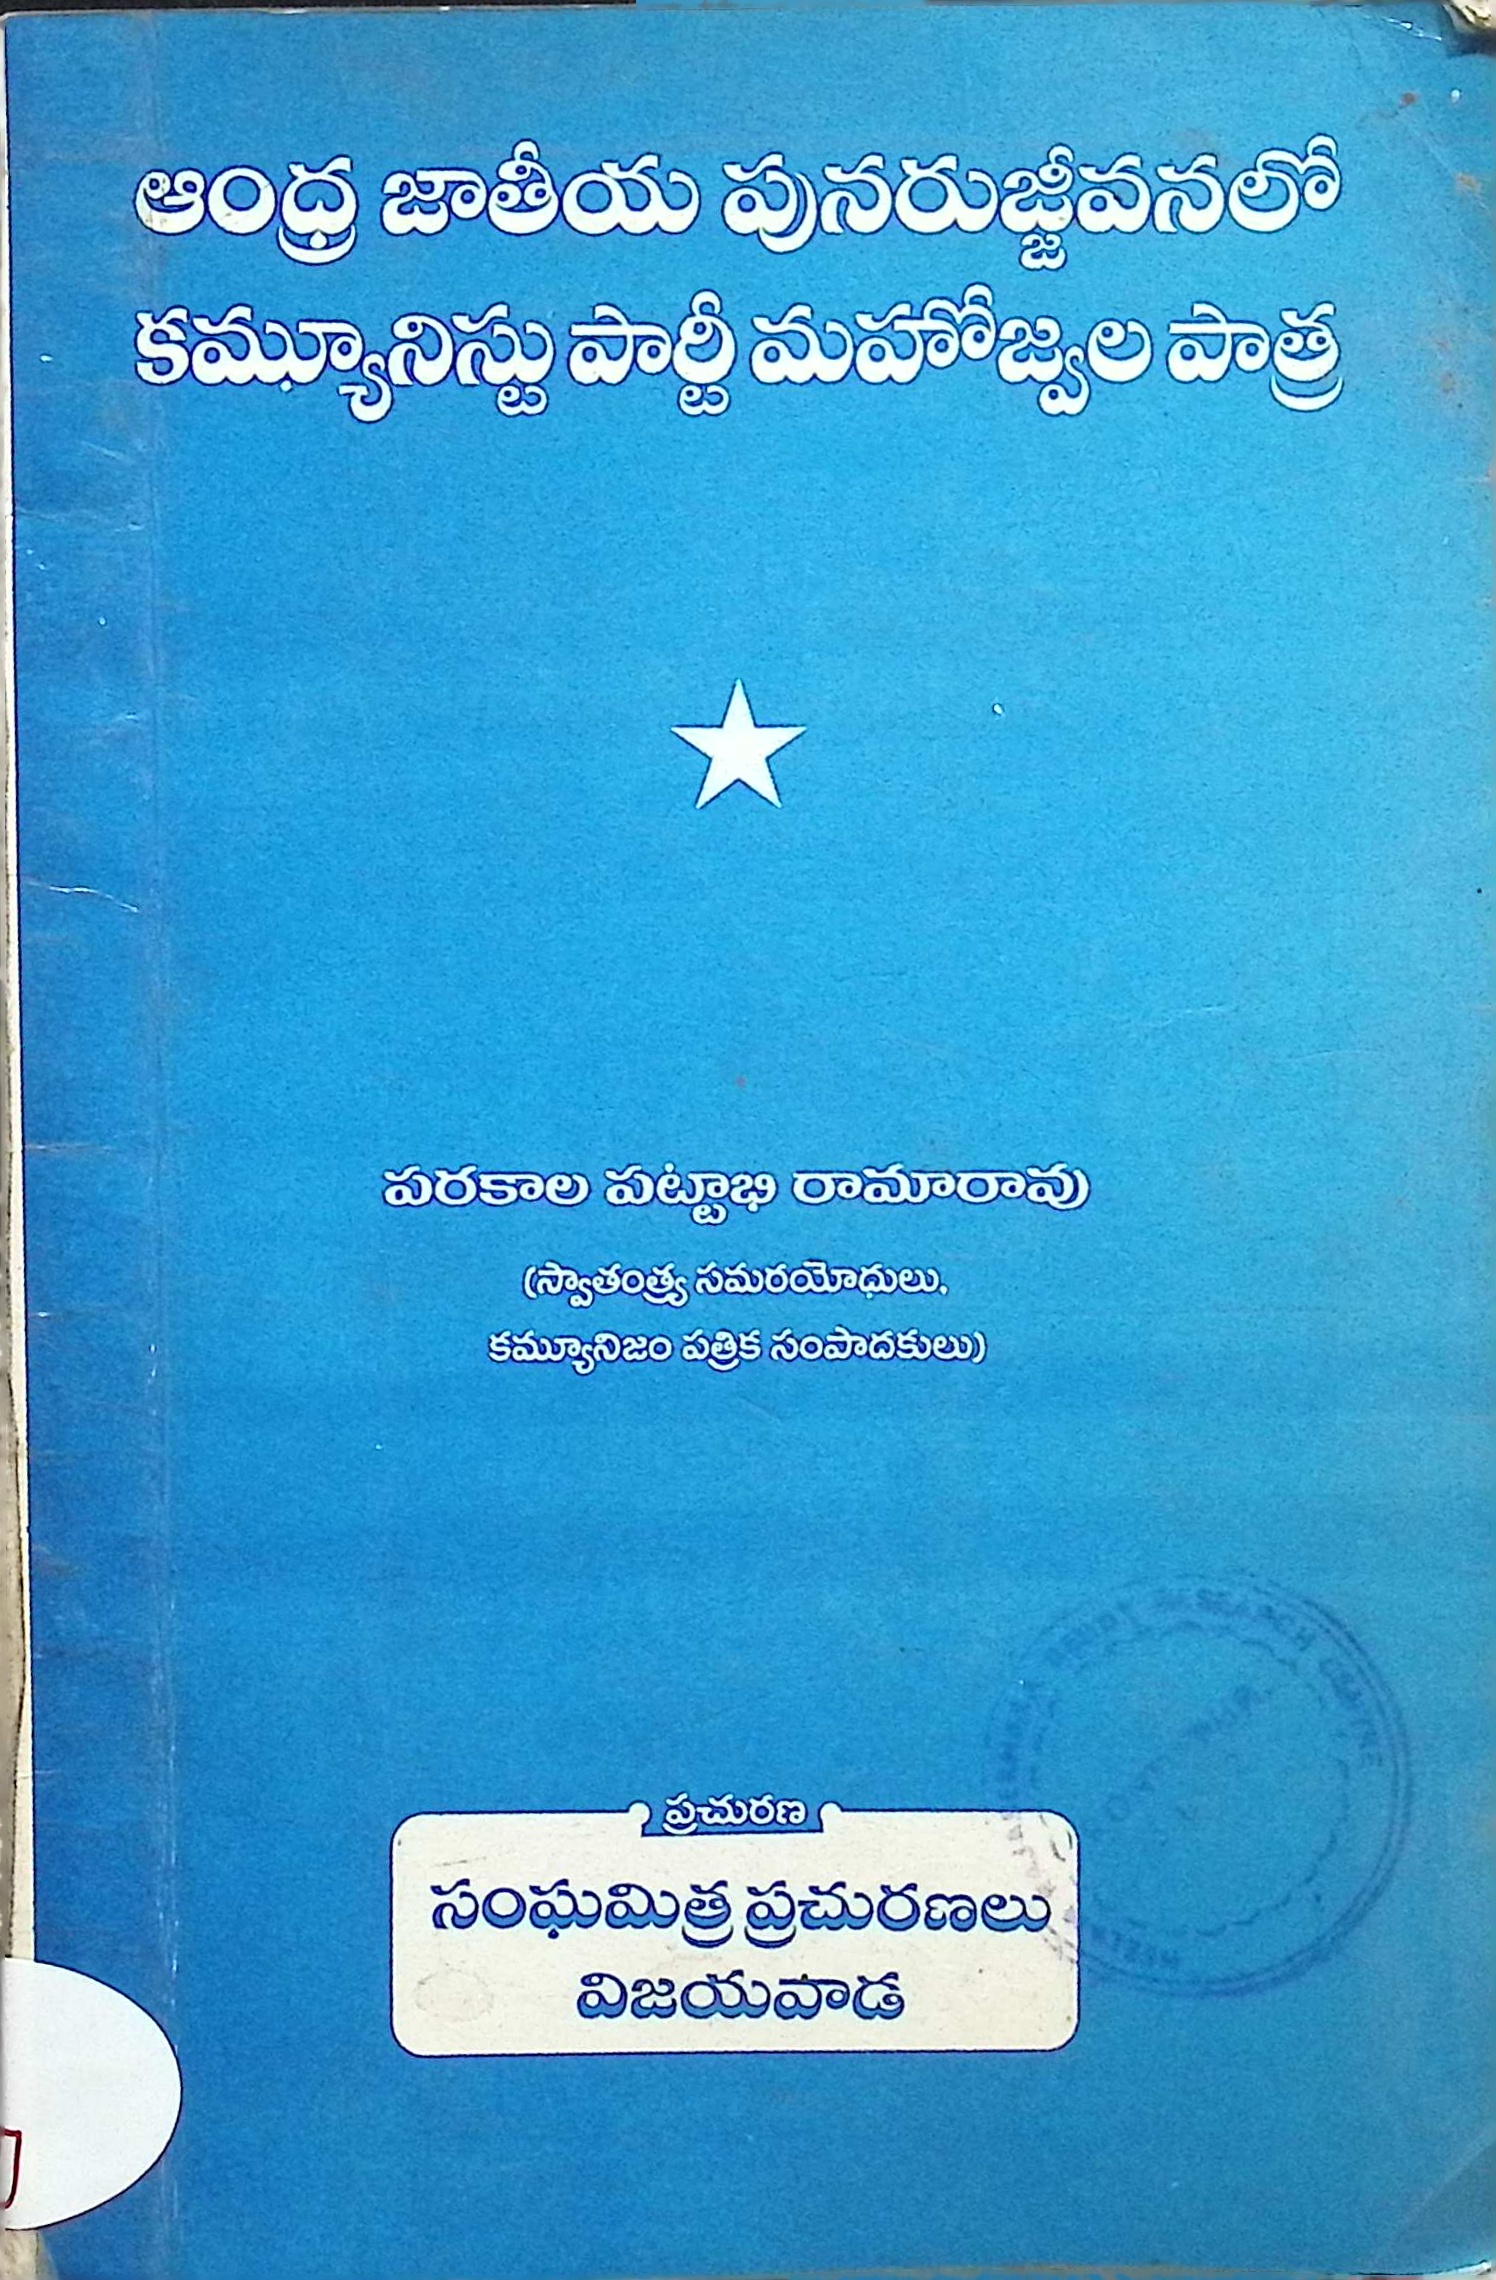 ఆంధ్ర జాతీయ పునరుజ్జీవనలో
కమ్యూనిస్టు పార్టీ మహోజ్వల పాత్ర
పరకాల పట్టాభి రామారావు
(స్వాతంత్ర్య సమరయోధులు,
కమ్యూనిజం పత్రిక సంపాదకులు)
ప్రచురణ
సంఘమిత్ర ప్రచురణలు
విజయవాడ